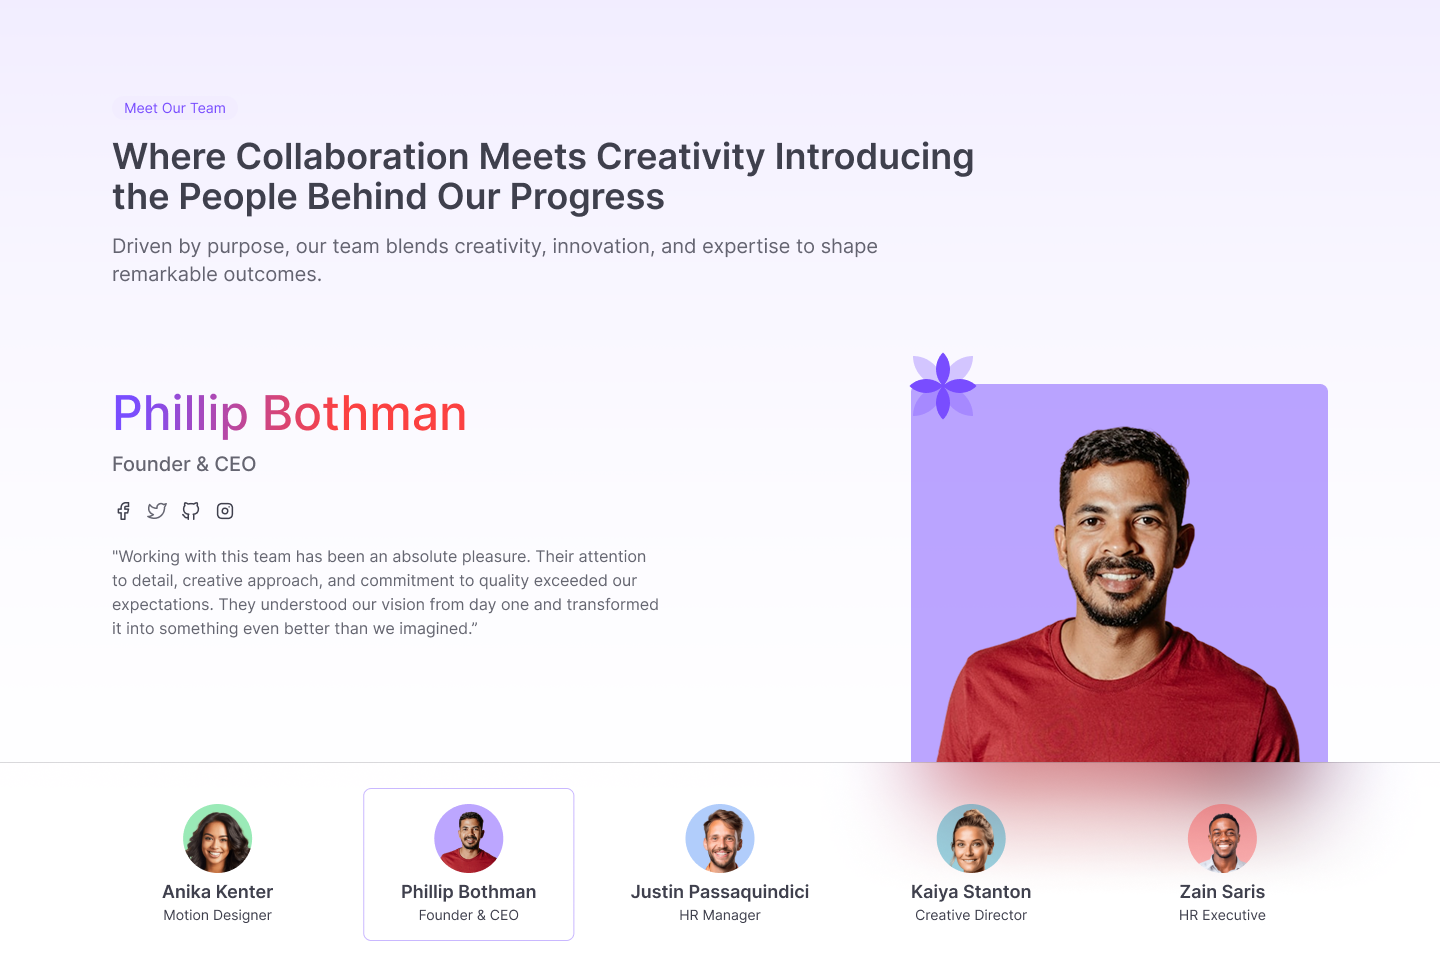 Meet Our Team
Where Collaboration Meets Creativity Introducing
the People Behind Our Progress
Driven by purpose, our team blends creativity, innovation, and expertise to shape
remarkable outcomes.
Phillip Bothman
Founder & CEO
"Working with this team has been an absolute pleasure. Their attention
to detail, creative approach, and commitment to quality exceeded our
expectations. They understood our vision from day one and transformed
it into something even better than we imagined.”
Anika Kenter
Motion Designer
Phillip Bothman
Founder & CEO
Justin Passaquindici
HR Manager
Kaiya Stanton
Creative Director
Zain Saris
HR Executive